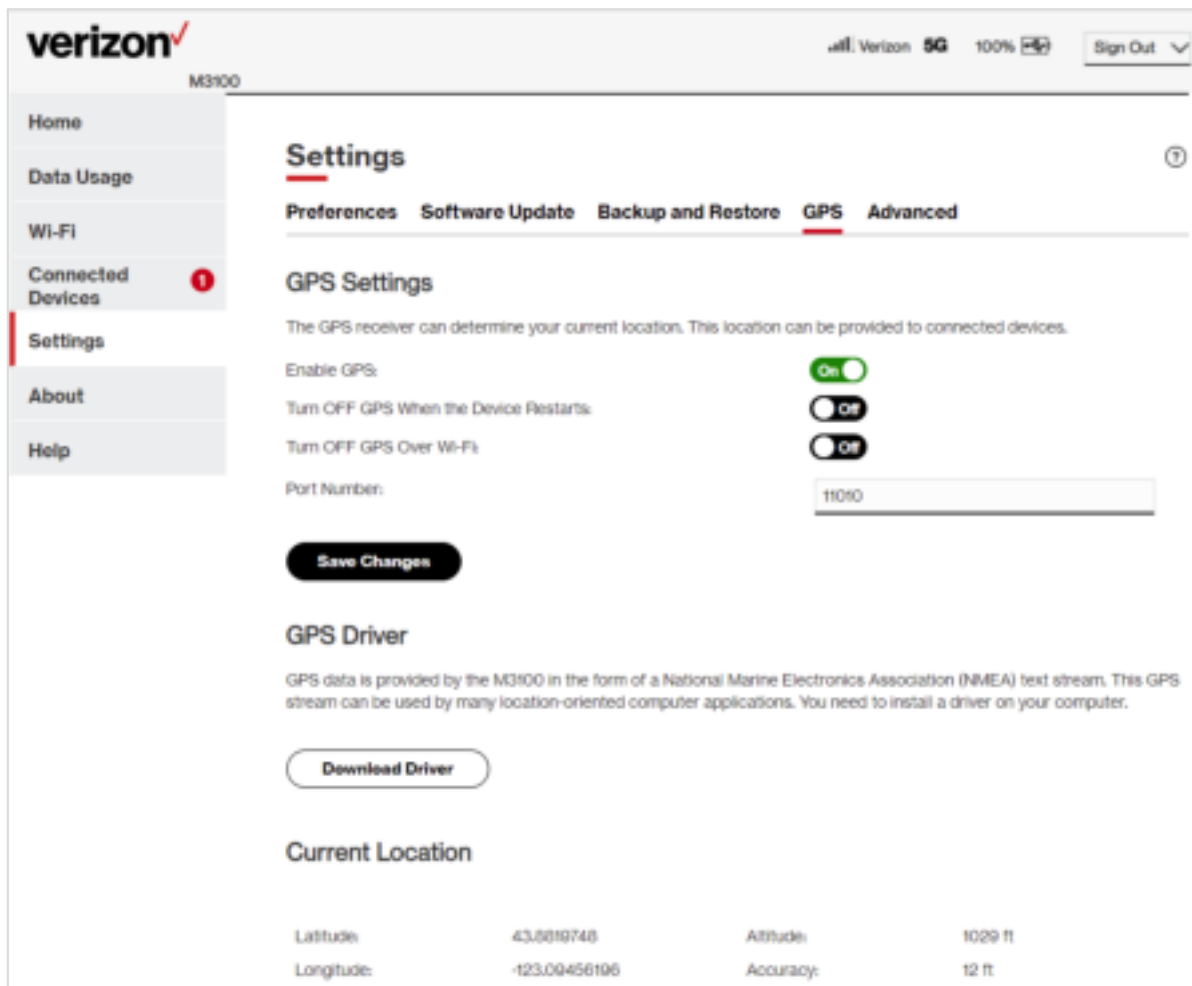 verizon
Verizon 5G 100% Sign Out
M3100
Home
Data Usage
Wi-Fi
Connected
Devices
1
Settings
About
Help
Settings
?
Preferences Software Update Backup and Restore GPS Advanced
GPS Settings
The GPS receiver can determine your current location. This location can be provided to connected devices.
Enable GPS: On
Turn OFF GPS When the Device Restarts: Off
Turn OFF GPS Over Wi-Fi: Off
Port Number: 11010
Save Changes
GPS Driver
GPS data is provided by the M3100 in the form of a National Marine Electronics Association (NMEA) text stream. This GPS
stream can be used by many location-oriented computer applications. You need to install a driver on your computer.
Download Driver
Current Location
Latitude: 43.8819748 Altitude: 1029 ft
Longitude: -123.09456196 Accuracy: 12 ft